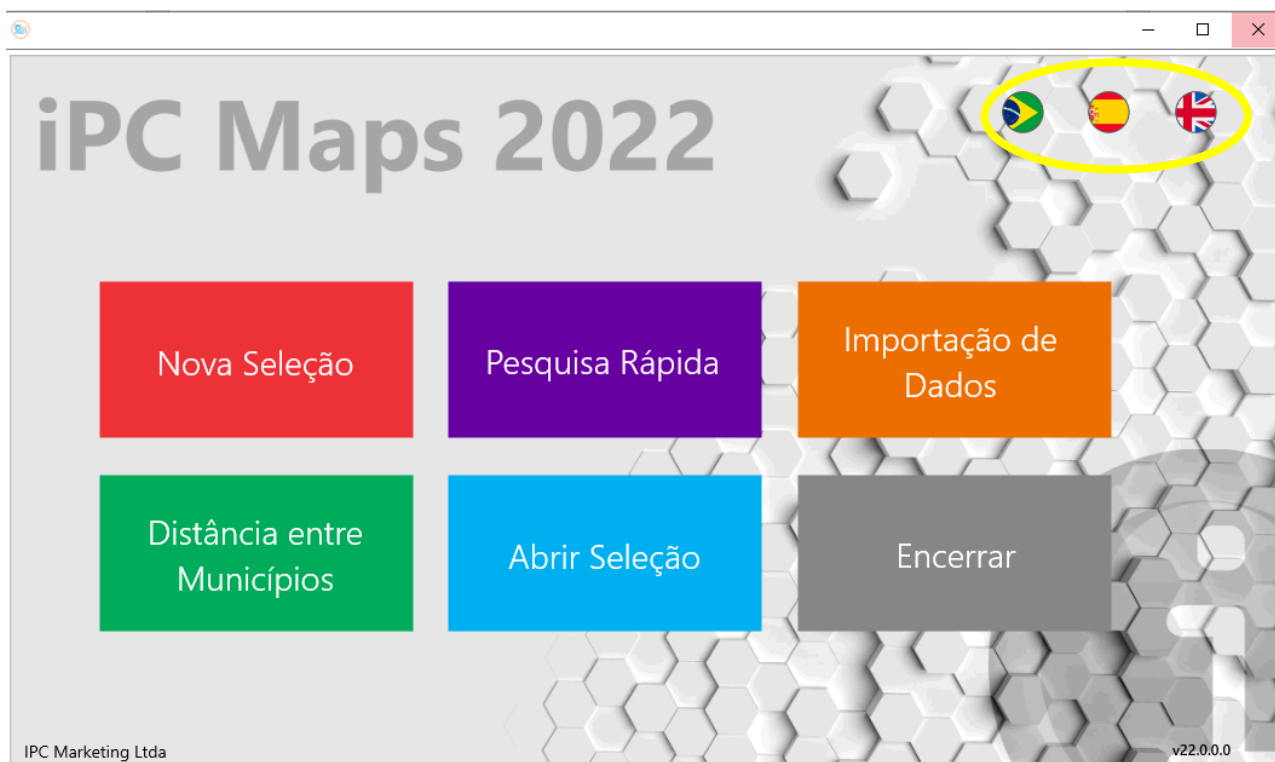 iPC Maps 2022
Nova Seleção
Pesquisa Rápida
Importação de
Dados
Distância entre
Municípios
Abrir Seleção
Encerrar
IPC Marketing Ltda
v22.0.0.0